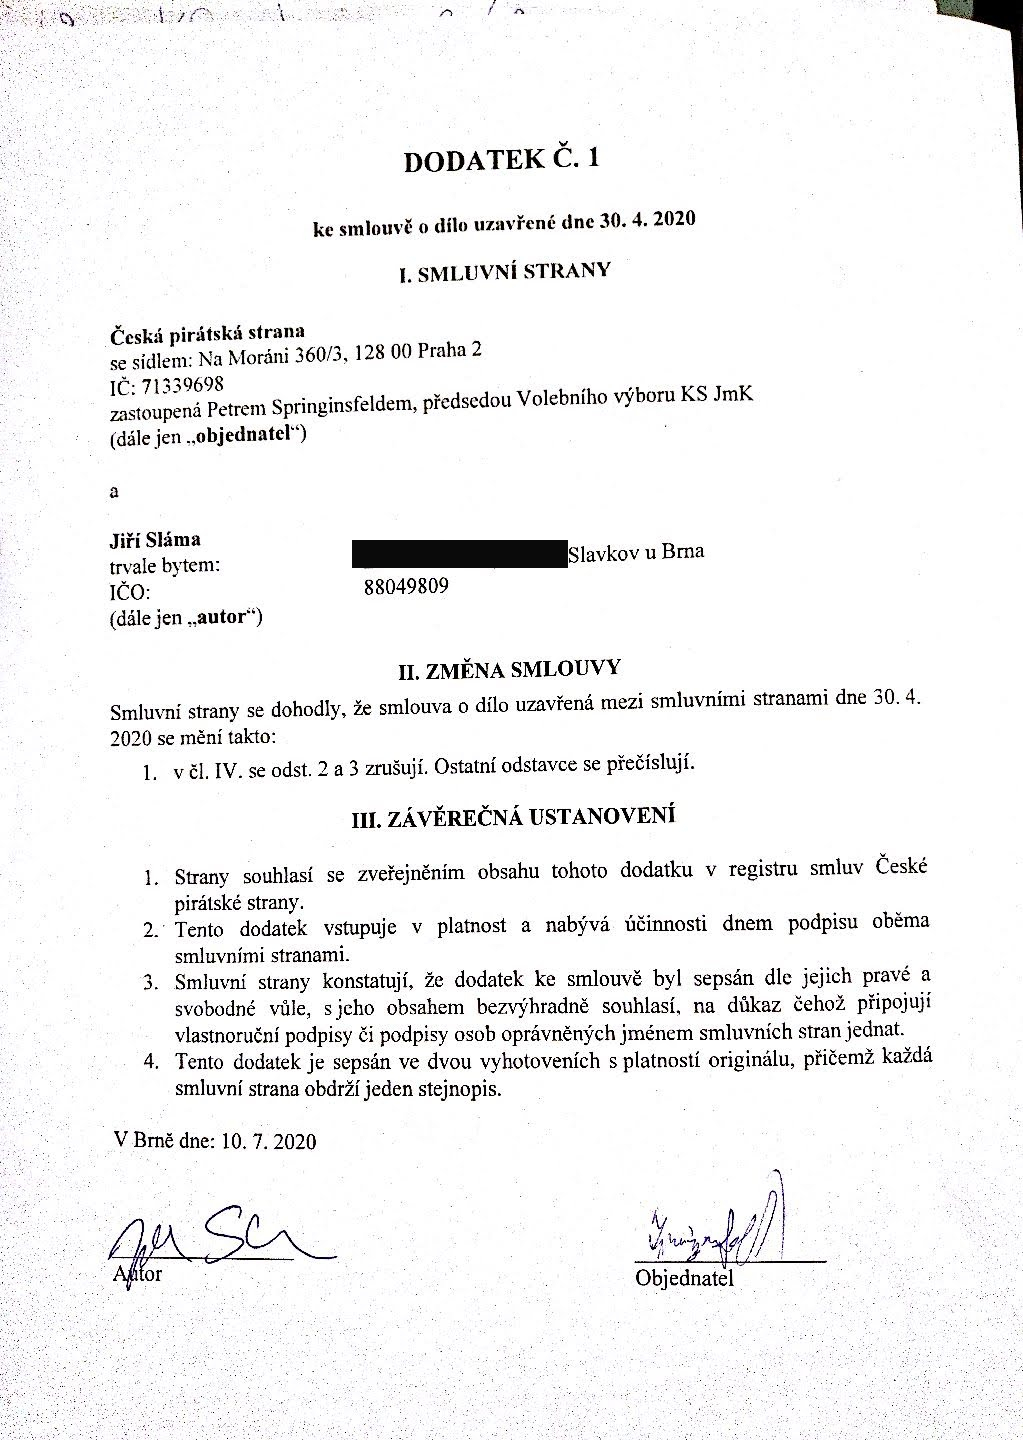 DODATEK Č. 1
ke smlouvě o dílo uzavřené dne 30. 4. 2020
I. SMLUVNÍ STRANY
Česká pirátská strana
se sídlem: Na Moráni 360/3, 128 00 Praha 2
IČ: 71339698
zastoupená Petrem Springinsfeldem, předsedou Volebního výboru KS JmK
(dále jen „objednatel“)
a
Jiří Sláma
trvale bytem: Slavkov u Brna
IČO: 88049809
(dále jen „autor“)
II. ZMĚNA SMLOUVY
Smluvní strany se dohodly, že smlouva o dílo uzavřená mezi smluvními stranami dne 30. 4.
2020 se mění takto:
1. v čl. IV. se odst. 2 a 3 zrušují. Ostatní odstavce se přečíslují.
III. ZÁVĚREČNÁ USTANOVENÍ
1. Strany souhlasí se zveřejněním obsahu tohoto dodatku v registru smluv České
pirátské strany.
2. Tento dodatek vstupuje v platnost a nabývá účinnosti dnem podpisu oběma
smluvními stranami.
3. Smluvní strany konstatují, že dodatek ke smlouvě byl sepsán dle jejich pravé a
svobodné vůle, s jeho obsahem bezvýhradně souhlasí, na důkaz čehož připojují
vlastnoruční podpisy či podpisy osob oprávněných jménem smluvních stran jednat.
4. Tento dodatek je sepsán ve dvou vyhotoveních s platností originálu, přičemž každá
smluvní strana obdrží jeden stejnopis.
V Brně dne: 10. 7. 2020
Autor
Objednatel